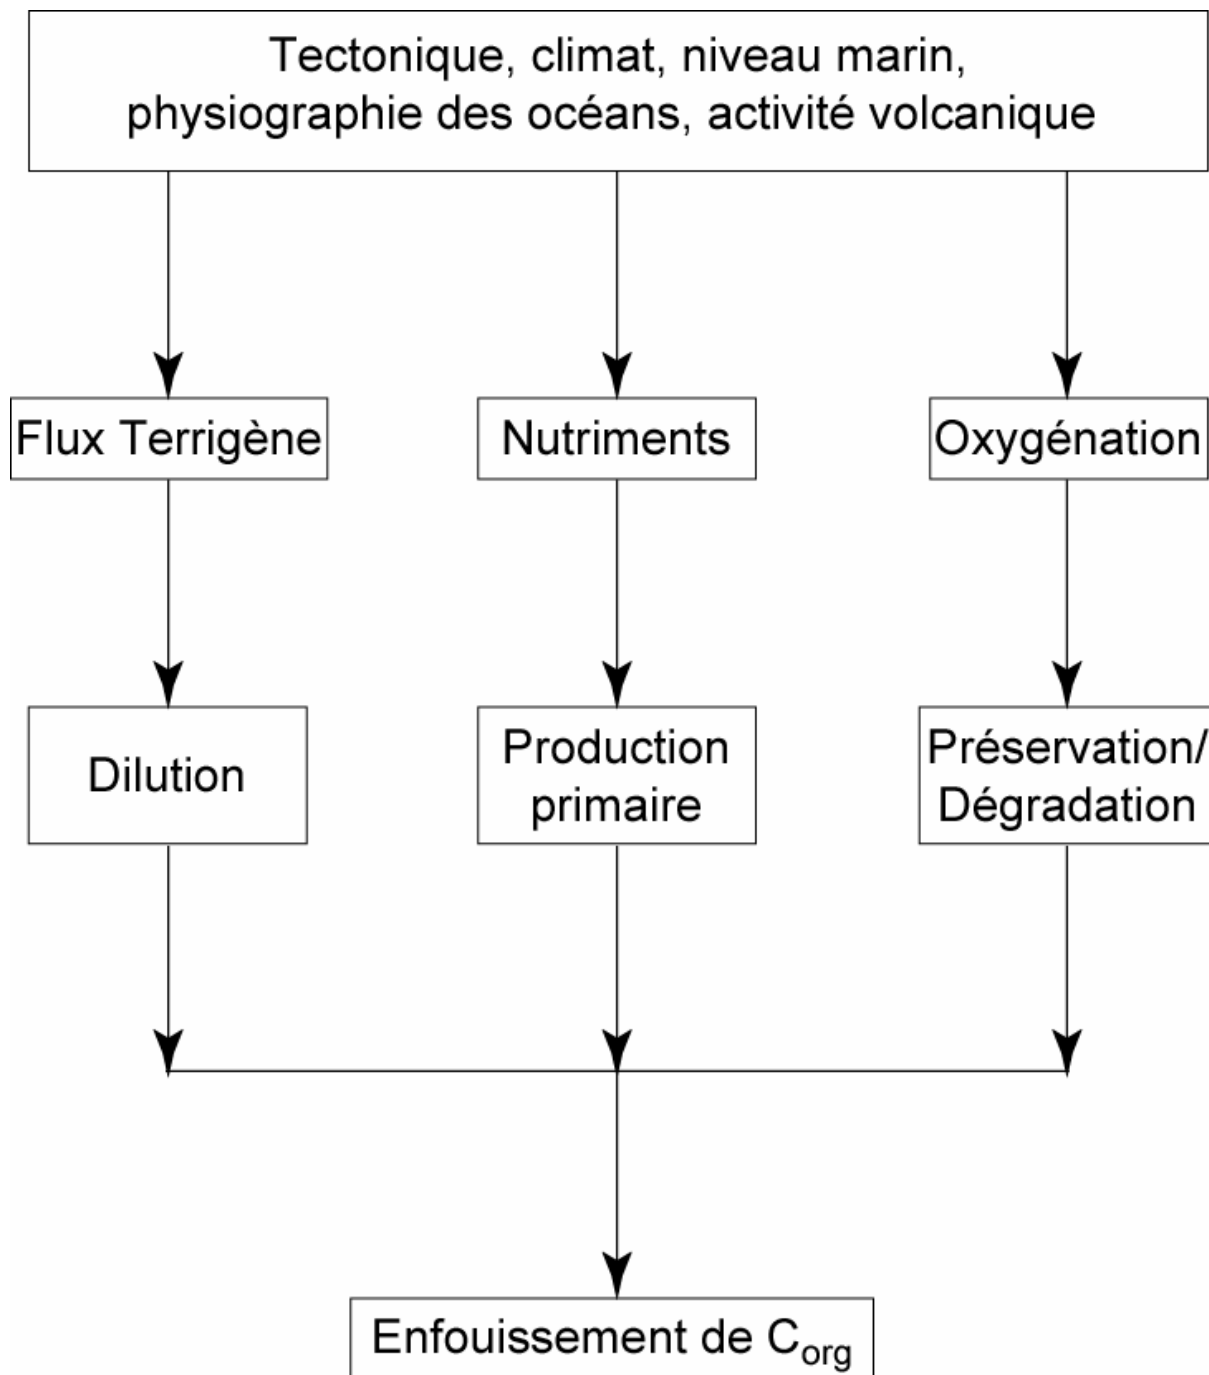 Tectonique, climat, niveau marin,
physiographie des océans, activité volcanique
Flux Terrigène
Nutriments
Oxygénation
Dilution
Production
primaire
Préservation/
Dégradation
Enfouissement de Corg